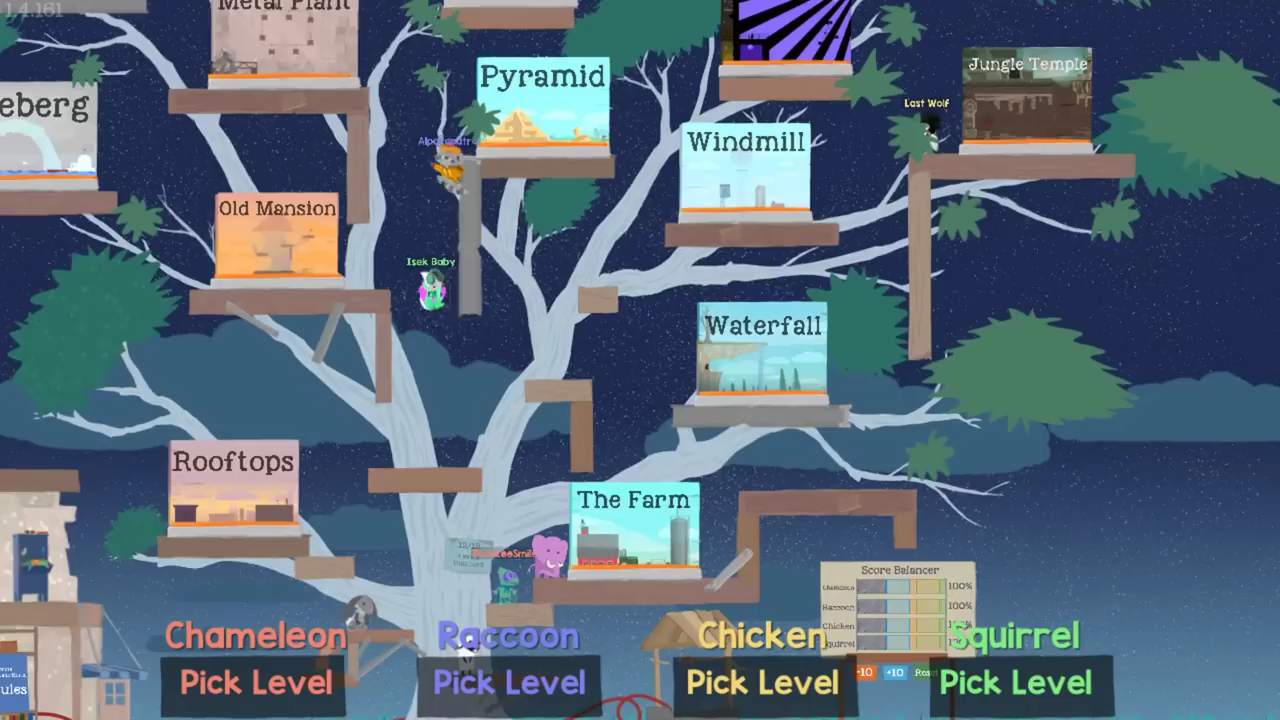 1.4.161
Metal Plant
Pyramid
Jungle Temple
eberg
Last Wolf
Windmill
Old Mansion
Isek Baby
Waterfall
Rooftops
The Farm
Score Balancer
Chameleon 100%
Raccoon 100%
Chicken
quirrel
-10 +10 Reset
ules
Chameleon Raccoon Chicken Squirrel
Pick Level Pick Level Pick Level Pick Level